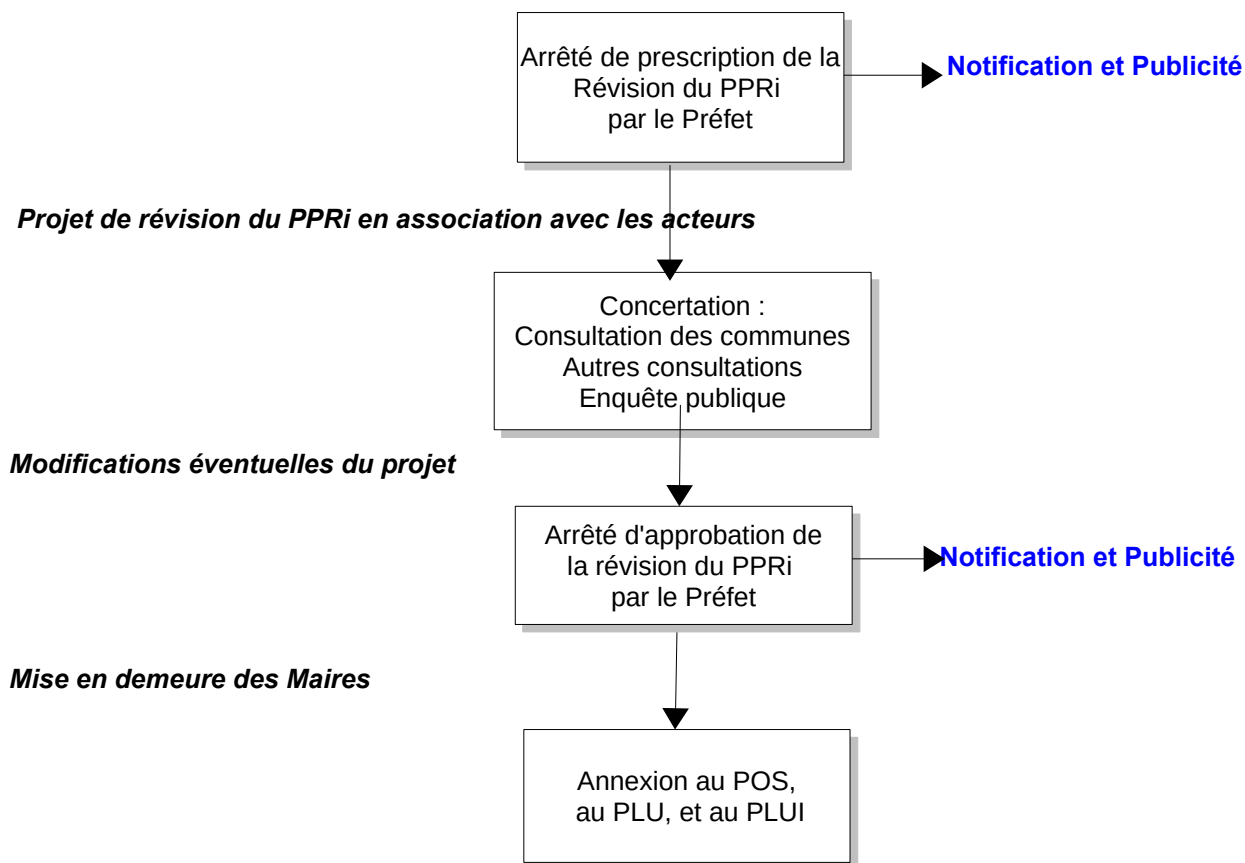 Arrêté de prescription de la
Révision du PPRi
par le Préfet
Notification et Publicité
Projet de révision du PPRi en association avec les acteurs
Concertation :
Consultation des communes
Autres consultations
Enquête publique
Modifications éventuelles du projet
Arrêté d'approbation de
la révision du PPRi
par le Préfet
Notification et Publicité
Mise en demeure des Maires
Annexion au POS,
au PLU, et au PLUI